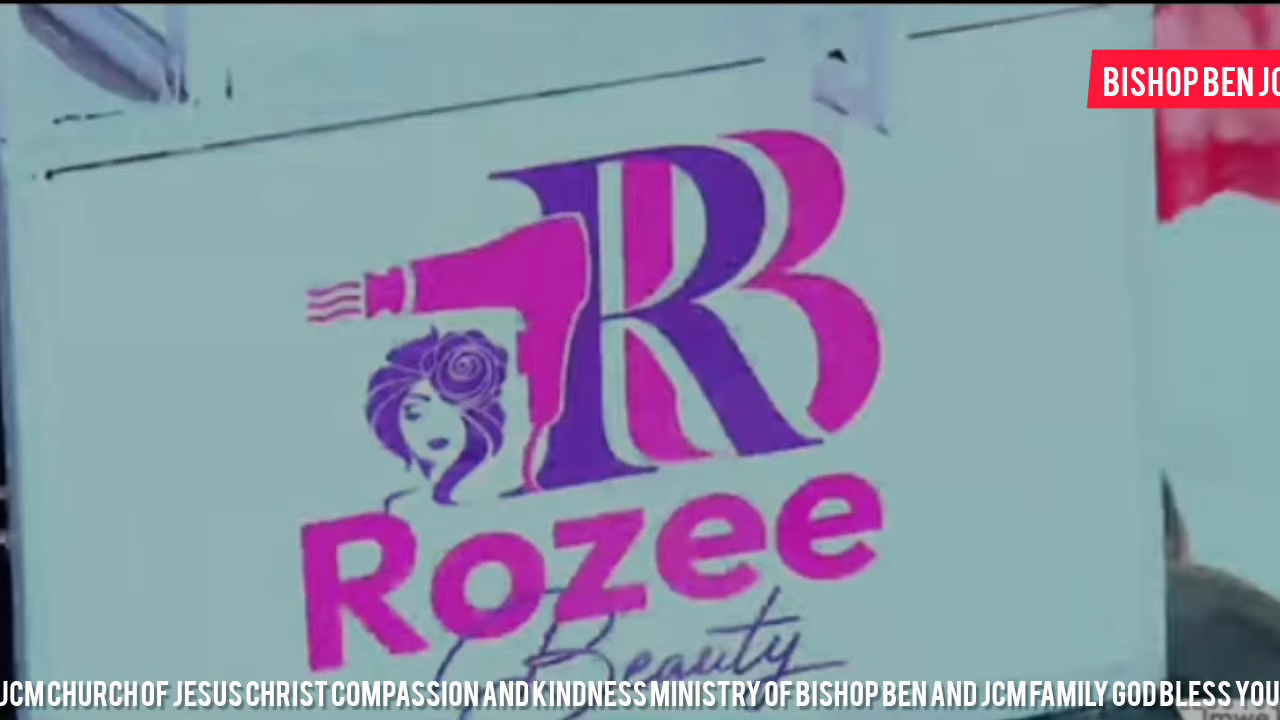 BISHOP BEN
RB
Rozee
Beauty
JCM CHURCH OF JESUS CHRIST COMPASSION AND KINDNESS MINISTRY OF BISHOP BEN AND JCM FAMILY GOD BLESS YOU